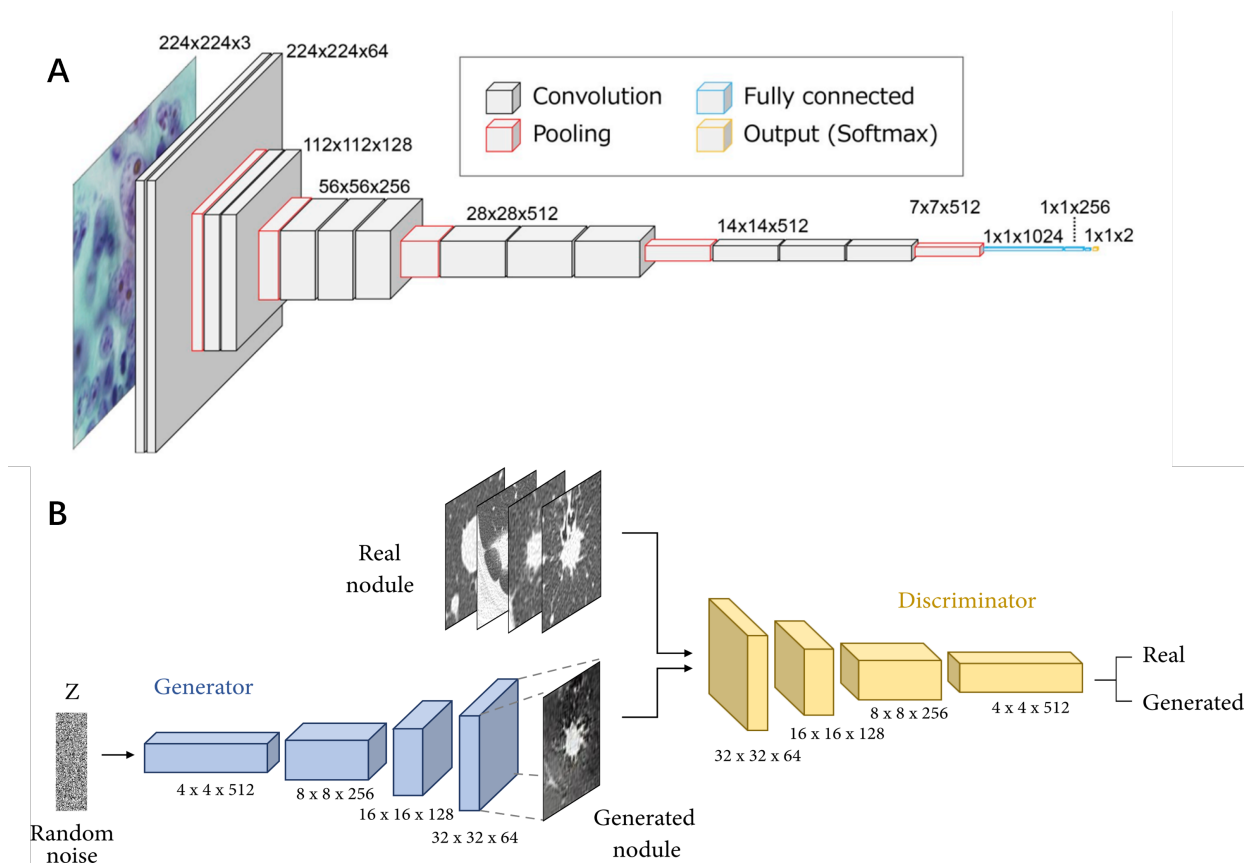 A
224x224x3
224x224x64
112x112x128
56x56x256
28x28x512
14x14x512
7x7x512
1x1x256
1x1x1024
1x1x2
Convolution
Fully connected
Pooling
Output (Softmax)
B
Real
nodule
Discriminator
Real
Generated
32 x 32 x 64
16 x 16 x 128
8 x 8 x 256
4 x 4 x 512
Z
Generator
4 x 4 x 512
8 x 8 x 256
16 x 16 x 128
32 x 32 x 64
Random
noise
Generated
nodule